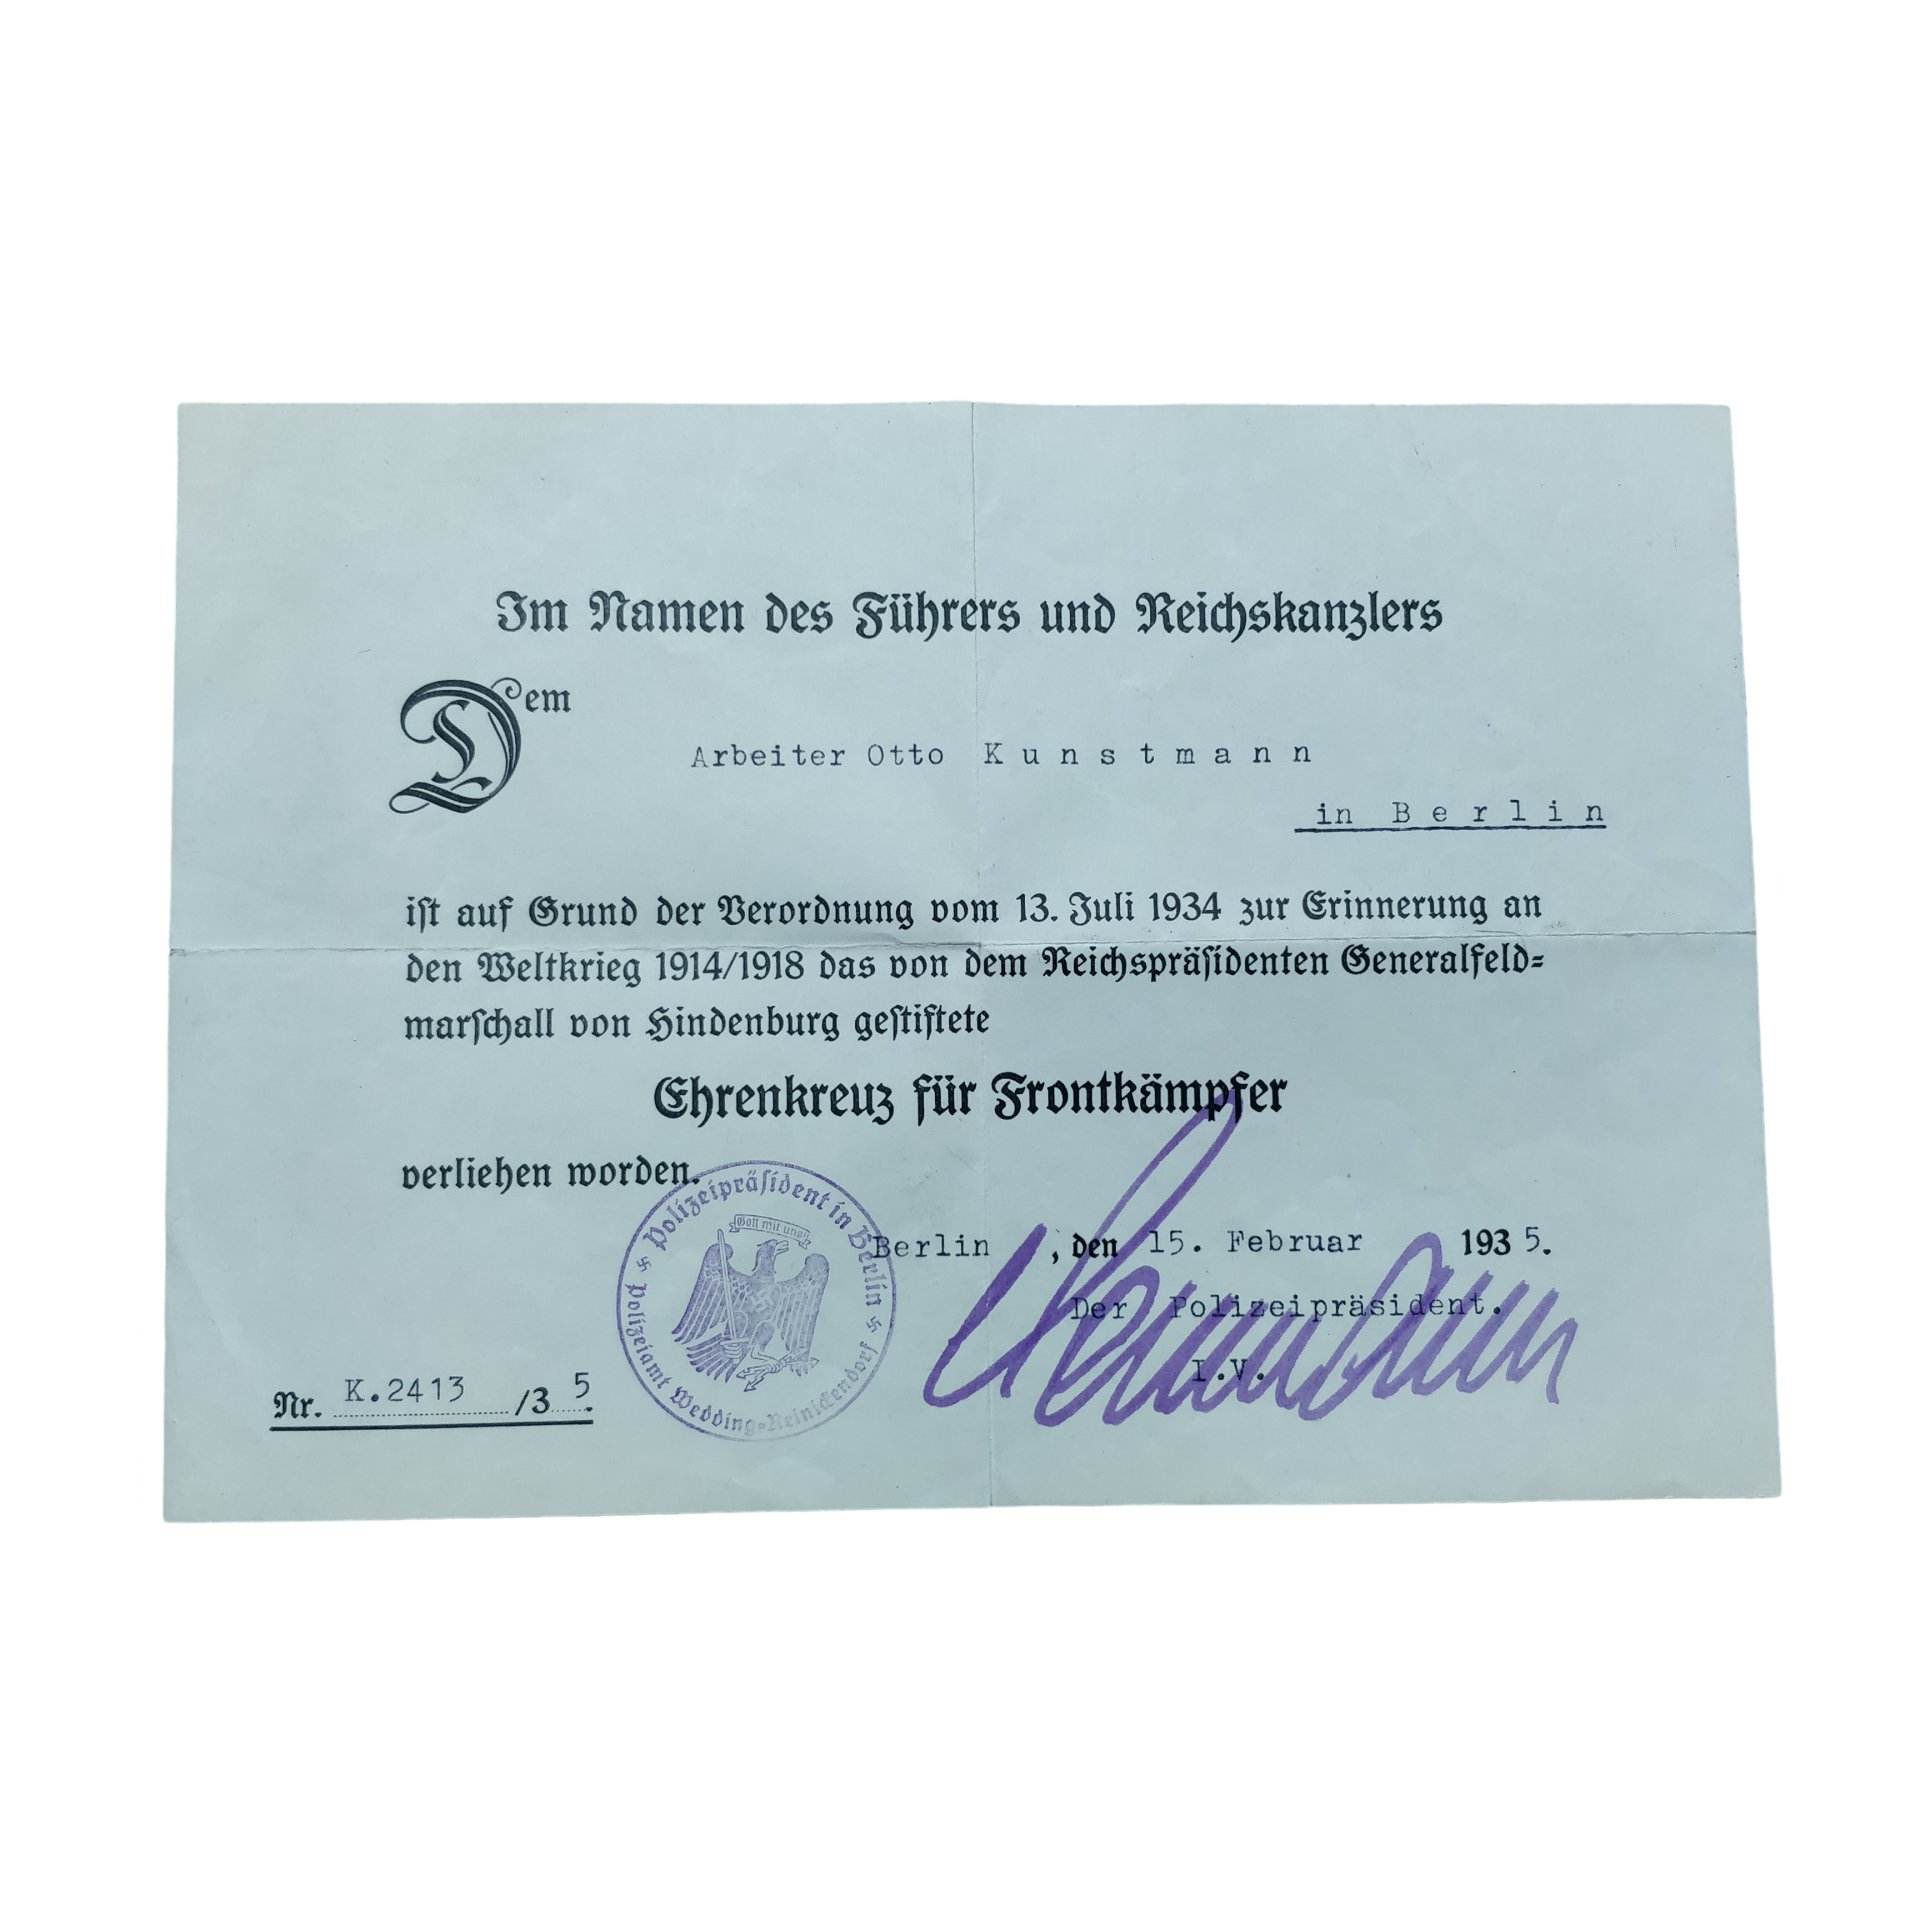 Im Namen des Führers und Reichskanzlers
Dem
Arbeiter Otto Kunstmann
in Berlin
iſt auf Grund der Verordnung vom 13. Juli 1934 zur Erinnerung an
den Weltkrieg 1914/1918 das von dem Reichspräſidenten Generalfeld-
marſchall von Hindenburg geſtiftete
Ehrenkreuz für Frontkämpfer
verliehen worden.
Polizeipräſident in Berlin
Gott mit uns
Polizeiamt Wedding-Reinickendorf
Berlin, den 15. Februar 1935.
Der Polizeipräsident.
I.V.
Nr. K.2413/35.